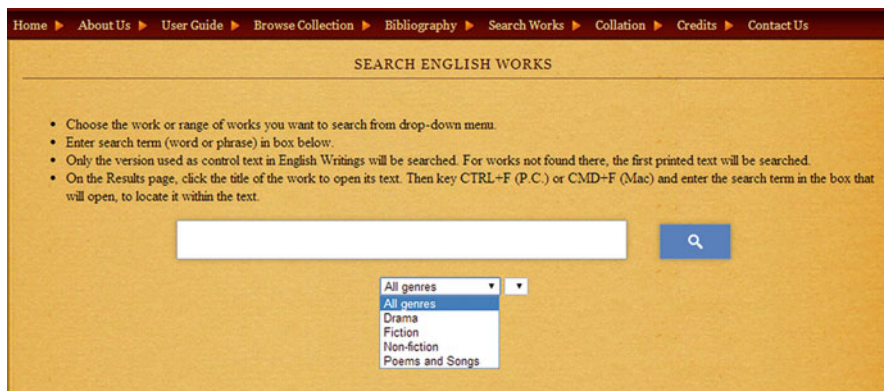 Home About Us User Guide Browse Collection Bibliography Search Works Collation Credits Contact Us
SEARCH ENGLISH WORKS
• Choose the work or range of works you want to search from drop-down menu.
• Enter search term (word or phrase) in box below.
• Only the version used as control text in English Writings will be searched. For works not found there, the first printed text will be searched.
• On the Results page, click the title of the work to open its text. Then key CTRL+F (P.C.) or CMD+F (Mac) and enter the search term in the box that
will open, to locate it within the text.
All genres
All genres
Drama
Fiction
Non-fiction
Poems and Songs